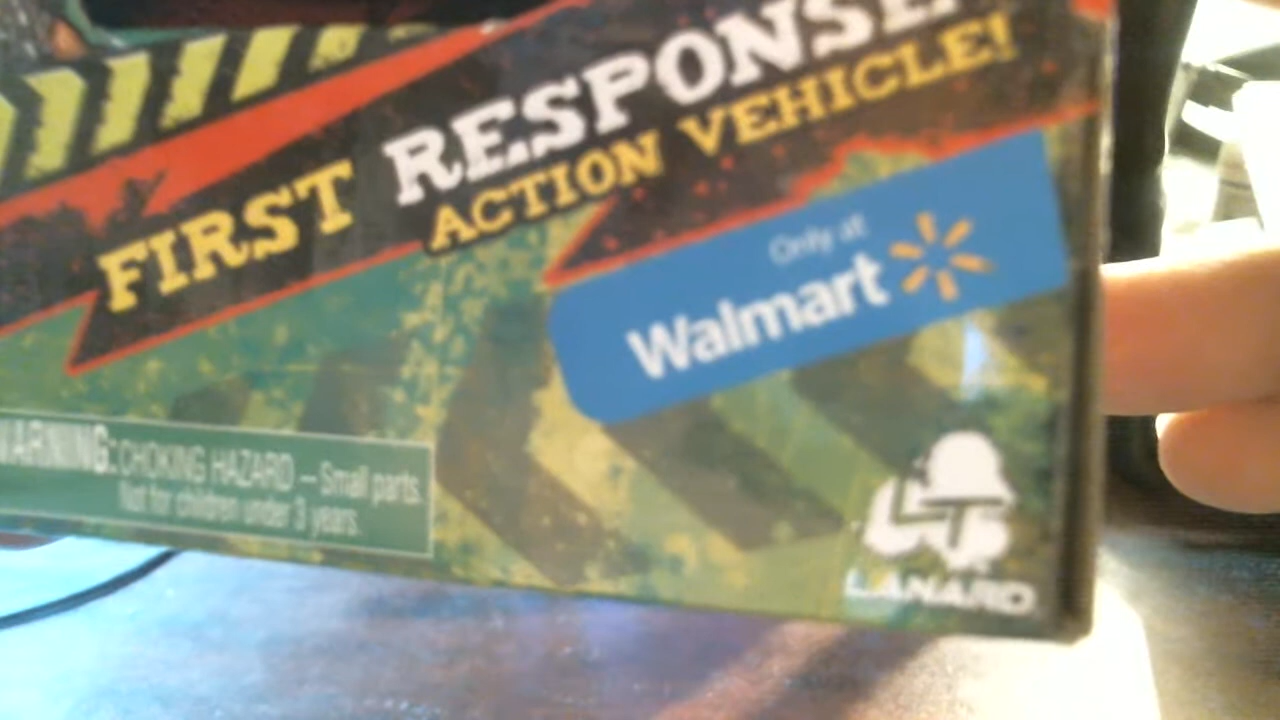 FIRST RESPONSE
ACTION VEHICLE!
Only at
Walmart
WARNING: CHOKING HAZARD – Small parts.
Not for children under 3 years.
LT
LANARD